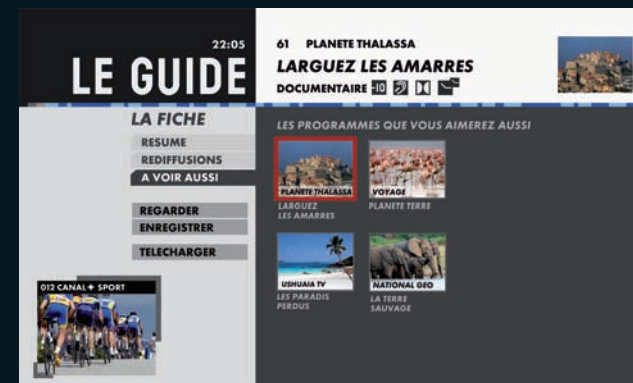 22:05
LE GUIDE
61 PLANETE THALASSA
LARGUEZ LES AMARRES
DOCUMENTAIRE -10
LA FICHE
RESUME
REDIFFUSIONS
A VOIR AUSSI
REGARDER
ENREGISTRER
TELECHARGER
012 CANAL+ SPORT
LES PROGRAMMES QUE VOUS AIMEREZ AUSSI
PLANETE THALASSA
LARGUEZ
LES AMARRES
VOYAGE
PLANETE TERRE
USHUAIA TV
LES PARADIS
PERDUS
NATIONAL GEO
LA TERRE
SAUVAGE